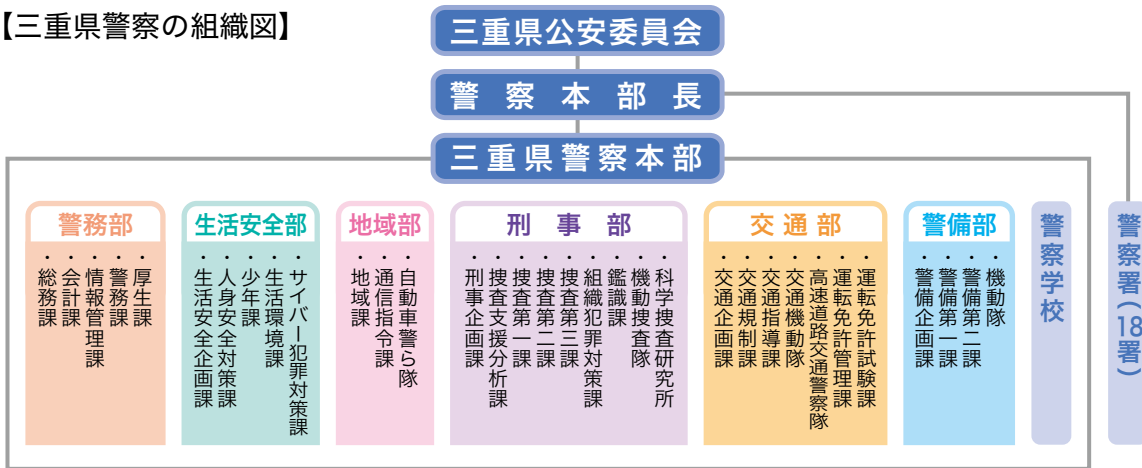 【三重県警察の組織図】
三重県公安委員会
警察本部長
三重県警察本部
警務部
・総務課
・会計課
・情報管理課
・警務課
・厚生課
生活安全部
・生活安全企画課
・人身安全対策課
・少年課
・生活環境課
・サイバー犯罪対策課
地域部
・地域課
・通信指令課
・自動車警ら隊
刑事部
・刑事企画課
・捜査支援分析課
・捜査第一課
・捜査第二課
・捜査第三課
・組織犯罪対策課
・鑑識課
・機動捜査隊
・科学捜査研究所
交通部
・交通企画課
・交通規制課
・交通指導課
・交通機動隊
・高速道路交通警察隊
・運転免許管理課
・運転免許試験課
警備部
・警備企画課
・警備第一課
・警備第二課
・機動隊
警察学校
警察署(18署)